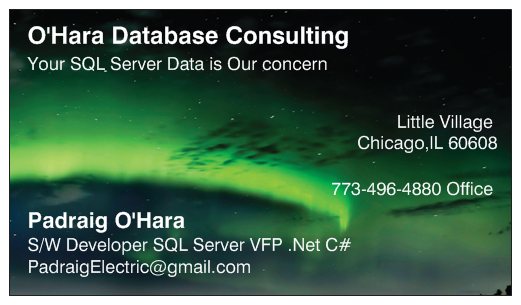 O'Hara Database Consulting
Your SQL Server Data is Our concern
Little Village
Chicago,IL 60608
773-496-4880 Office
Padraig O'Hara
S/W Developer SQL Server VFP .Net C#
PadraigElectric@gmail.com